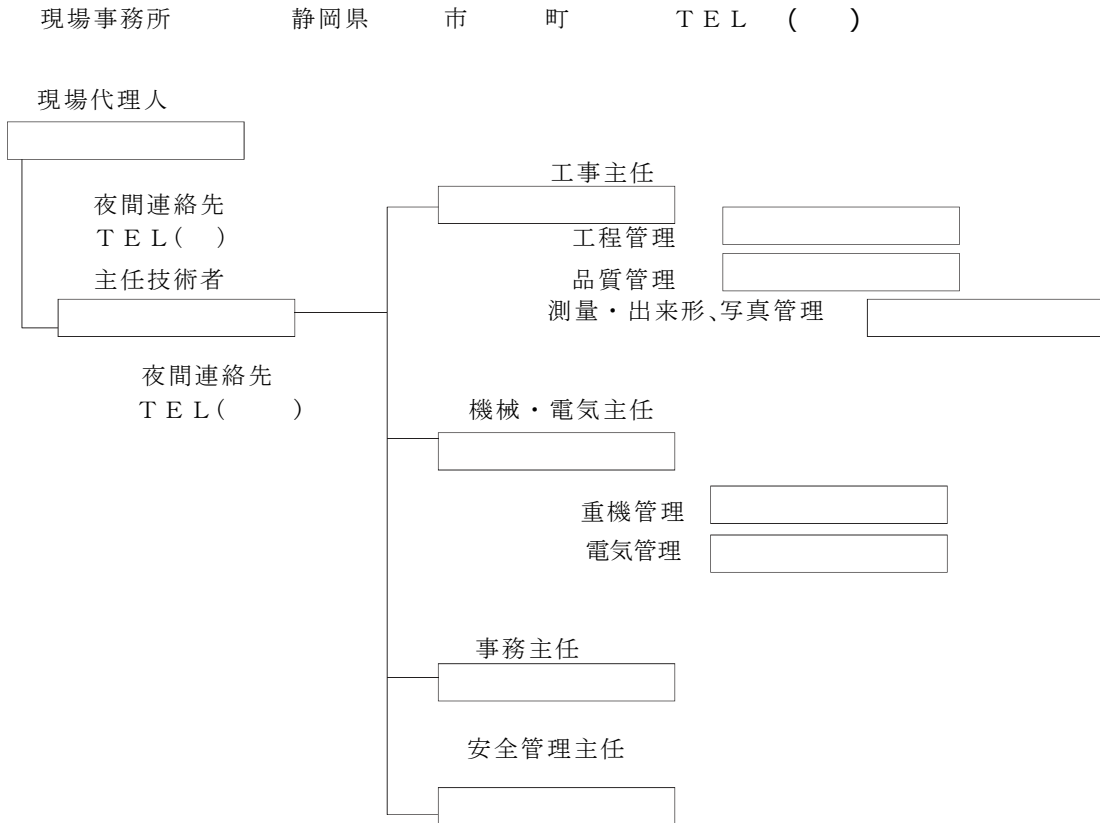 現場事務所　静岡県　市　町　ＴＥＬ　(　)
現場代理人
夜間連絡先
ＴＥＬ(　)
主任技術者
夜間連絡先
ＴＥＬ(　)
工事主任
工程管理
品質管理
測量・出来形、写真管理
機械・電気主任
重機管理
電気管理
事務主任
安全管理主任